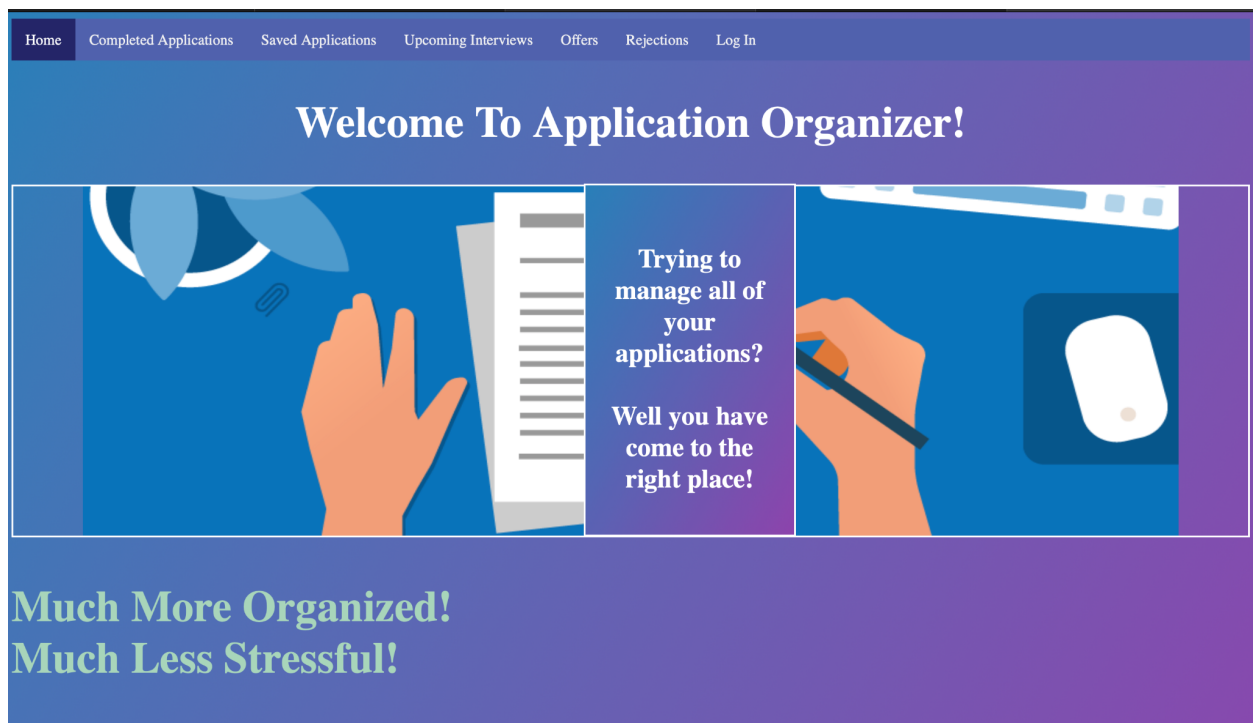 Home Completed Applications Saved Applications Upcoming Interviews Offers Rejections Log In
Welcome To Application Organizer!
Trying to
manage all of
your
applications?
Well you have
come to the
right place!
Much More Organized!
Much Less Stressful!